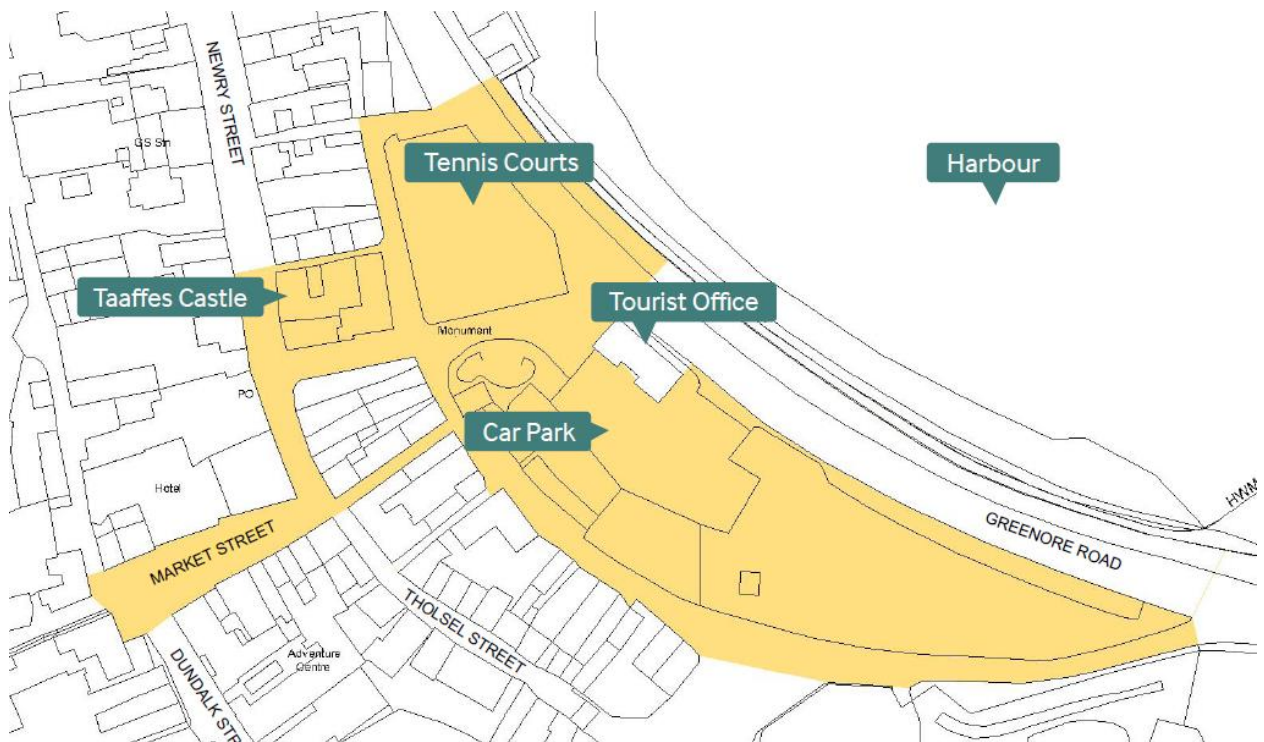 NEWRY STREET
GS Stn
Tennis Courts
Harbour
Taaffes Castle
Tourist Office
Monument
PO
Car Park
Hotel
HWM
GREENORE ROAD
MARKET STREET
THOLSEL STREET
Adventure
Centre
DUNDALK STR